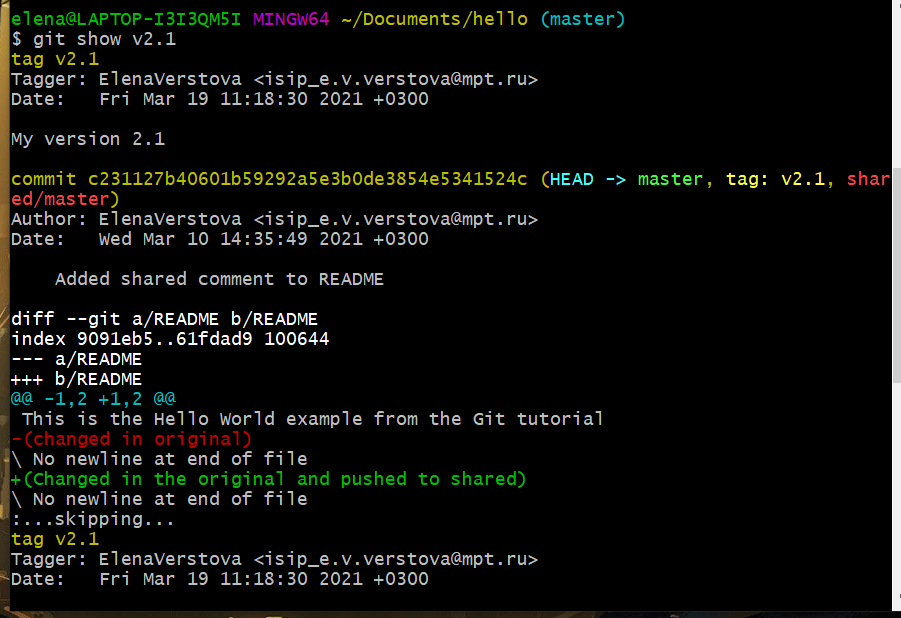 elena@LAPTOP-I3I3QM5I MINGW64 ~/Documents/hello (master)
$ git show v2.1
tag v2.1
Tagger: ElenaVerstova <isip_e.v.verstova@mpt.ru>
Date:   Fri Mar 19 11:18:30 2021 +0300

My version 2.1

commit c231127b40601b59292a5e3b0de3854e5341524c (HEAD -> master, tag: v2.1, shar
ed/master)
Author: ElenaVerstova <isip_e.v.verstova@mpt.ru>
Date:   Wed Mar 10 14:35:49 2021 +0300

    Added shared comment to README

diff --git a/README b/README
index 9091eb5..61fdad9 100644
--- a/README
+++ b/README
@@ -1,2 +1,2 @@
 This is the Hello World example from the Git tutorial
-(changed in original)
\ No newline at end of file
+(Changed in the original and pushed to shared)
\ No newline at end of file
:...skipping...
tag v2.1
Tagger: ElenaVerstova <isip_e.v.verstova@mpt.ru>
Date:   Fri Mar 19 11:18:30 2021 +0300